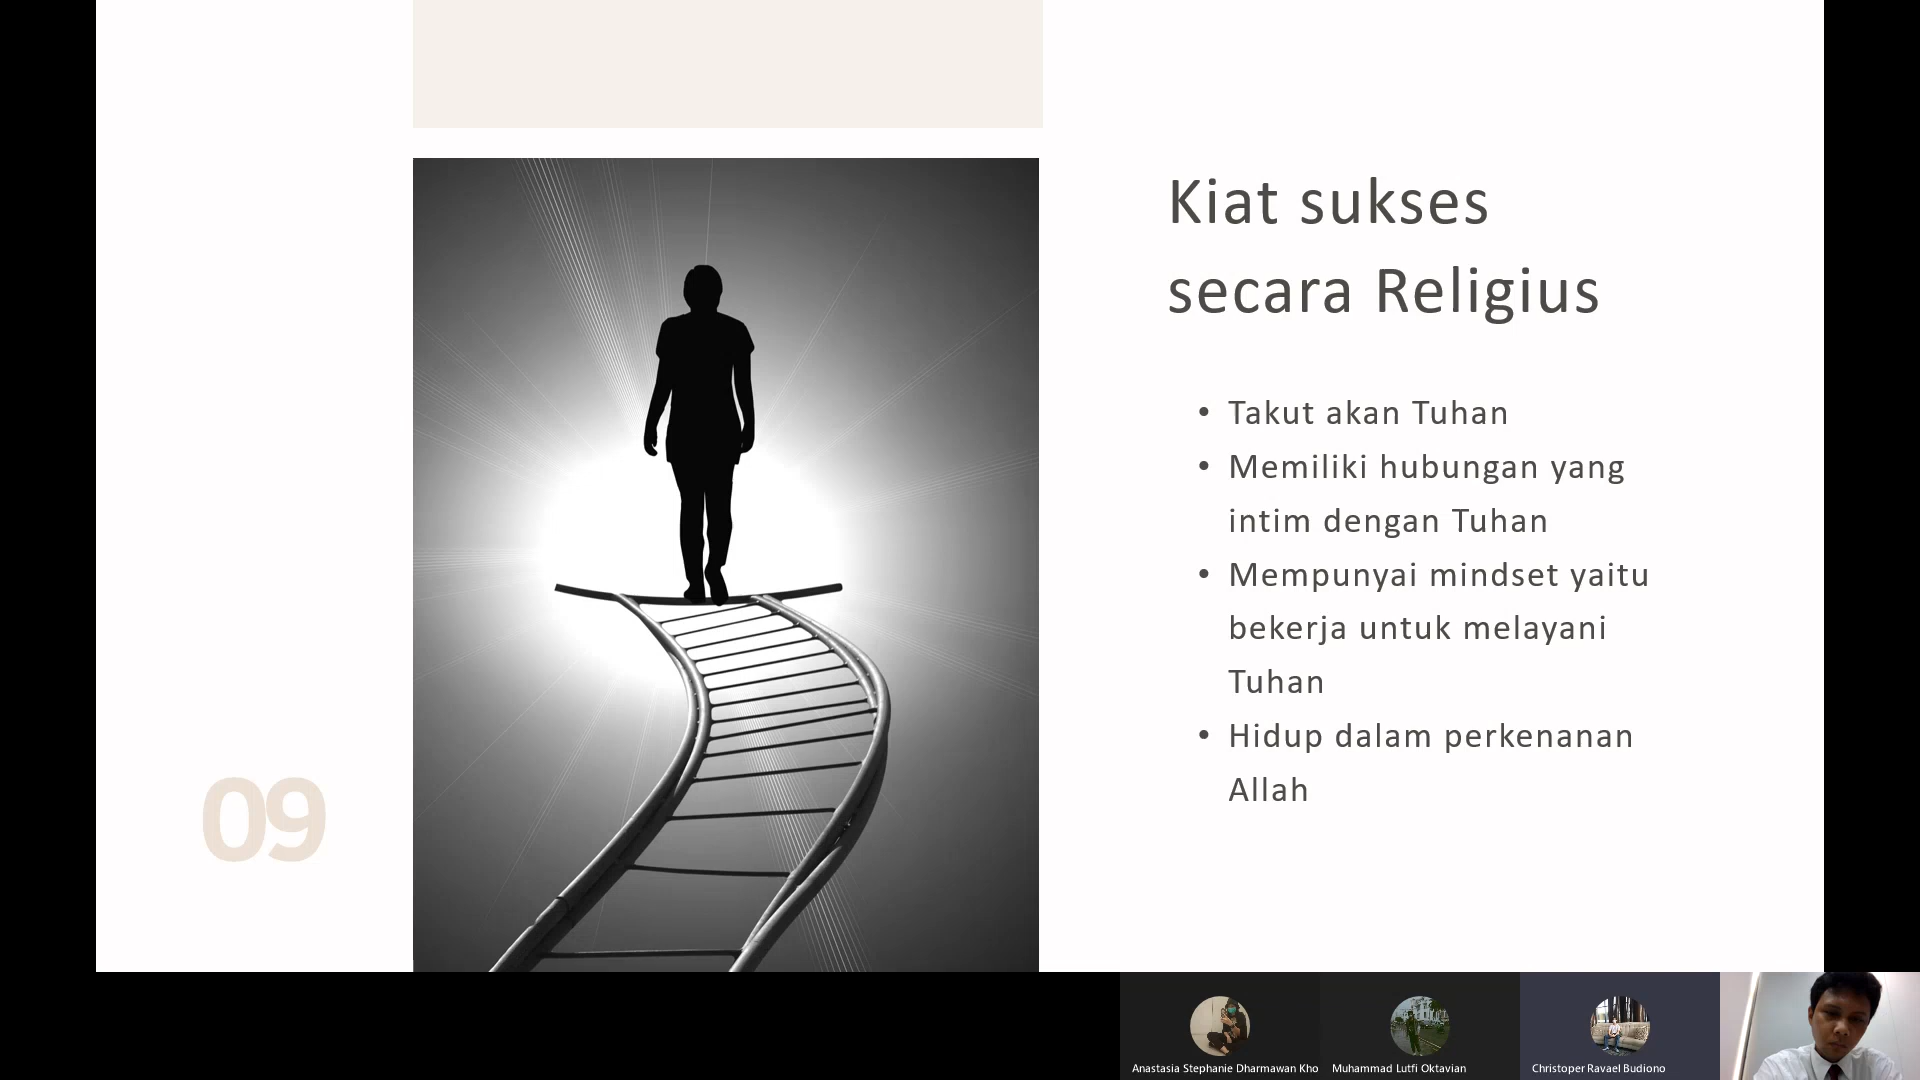 Kiat sukses
secara Religius
• Takut akan Tuhan
• Memiliki hubungan yang
intim dengan Tuhan
• Mempunyai mindset yaitu
bekerja untuk melayani
Tuhan
• Hidup dalam perkenanan
Allah
09
Anastasia Stephanie Dharmawan Kho
Muhammad Lutfi Oktavian
Christoper Ravael Budiono